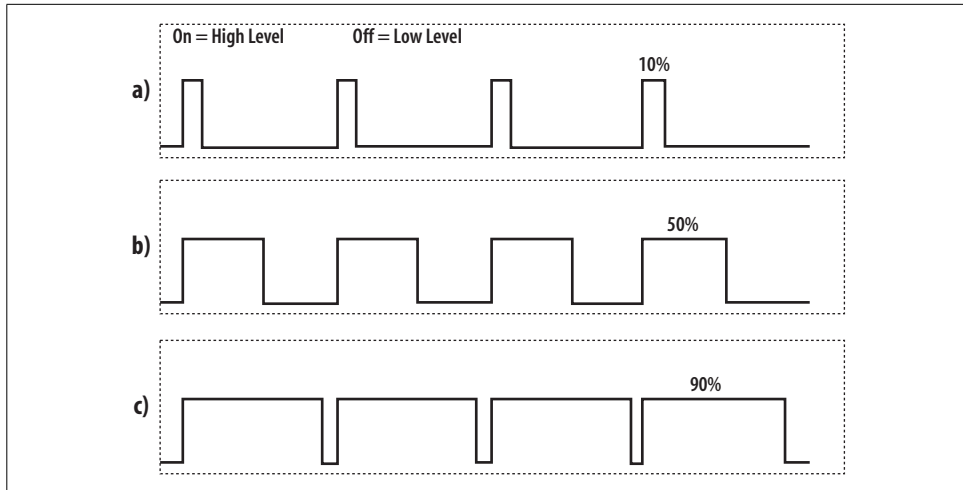 On = High Level Off = Low Level
10%
a)
50%
b)
90%
c)